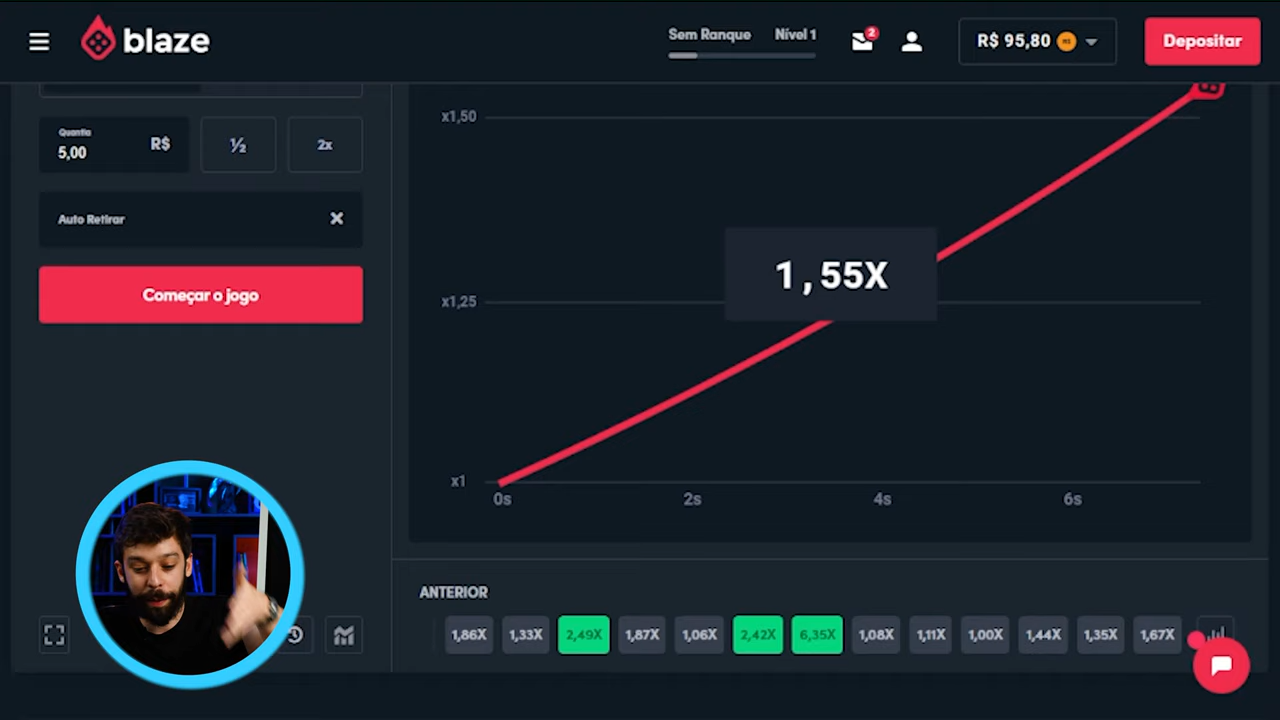 blaze
Sem Ranque Nível 1
2
R$ 95,80
Depositar
Quantia
5,00
R$
½
2x
Auto Retirar
Começar o jogo
x1,50
x1,25
x1
1,55X
0s 2s 4s 6s
ANTERIOR
1,86X 1,33X 2,49X 1,87X 1,06X 2,42X 6,35X 1,08X 1,11X 1,00X 1,44X 1,35X 1,67X